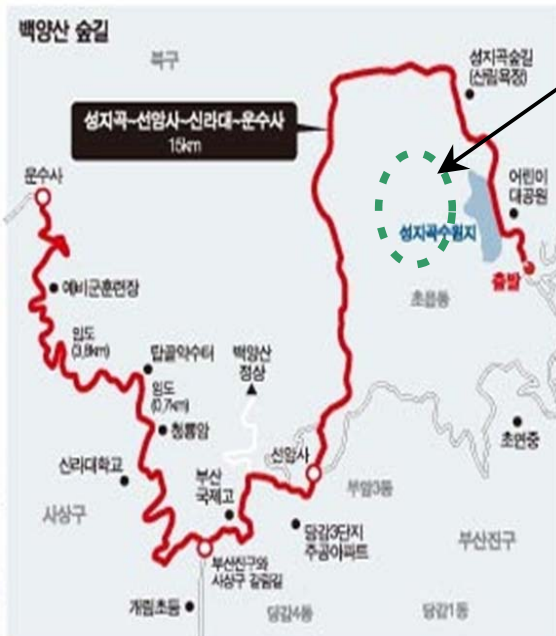 백양산 숲길
북구
성지곡숲길
(산림욕장)
성지곡~선암사~신라대~운수사
15km
운수사
어린이
대공원
성지곡수원지
출발
예비군훈련장
초읍동
임도
(3,8km)
탑골약수터
백양산
정상
임도
(0,7km)
청룡암
초연중
선암사
신라대학교
부산
국제고
부암3동
사상구
당감3단지
주공아파트
부산진구
부산진구와
사상구 갈림길
개림초등
당감4동
당감1동